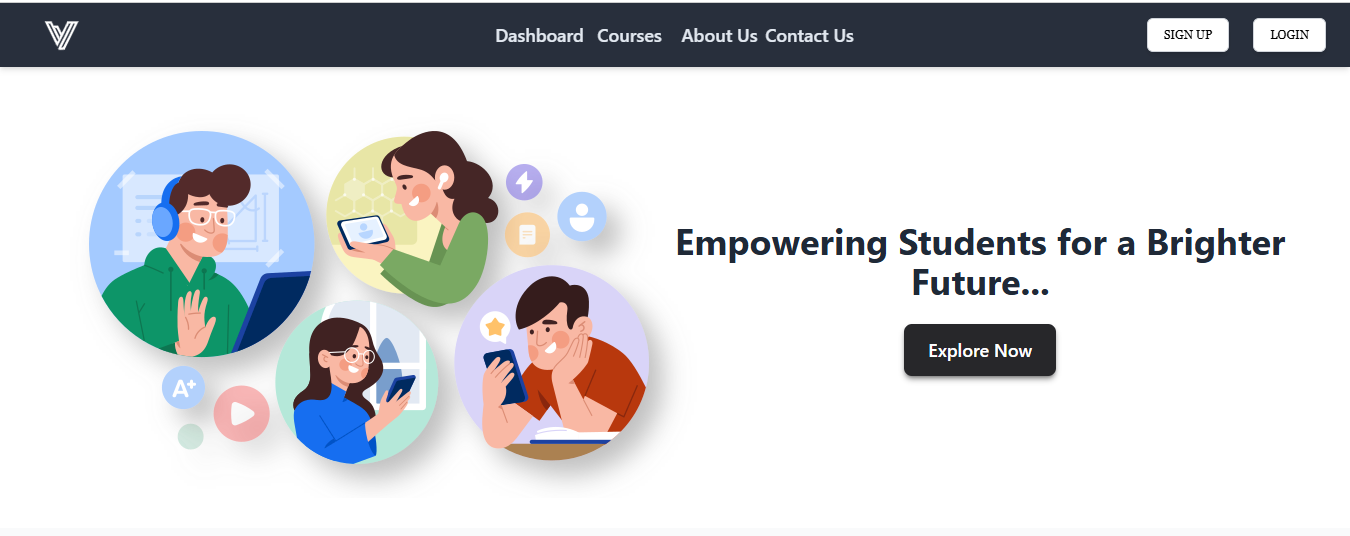 Dashboard Courses About Us Contact Us SIGN UP LOGIN
Empowering Students for a Brighter
Future...
Explore Now
A+